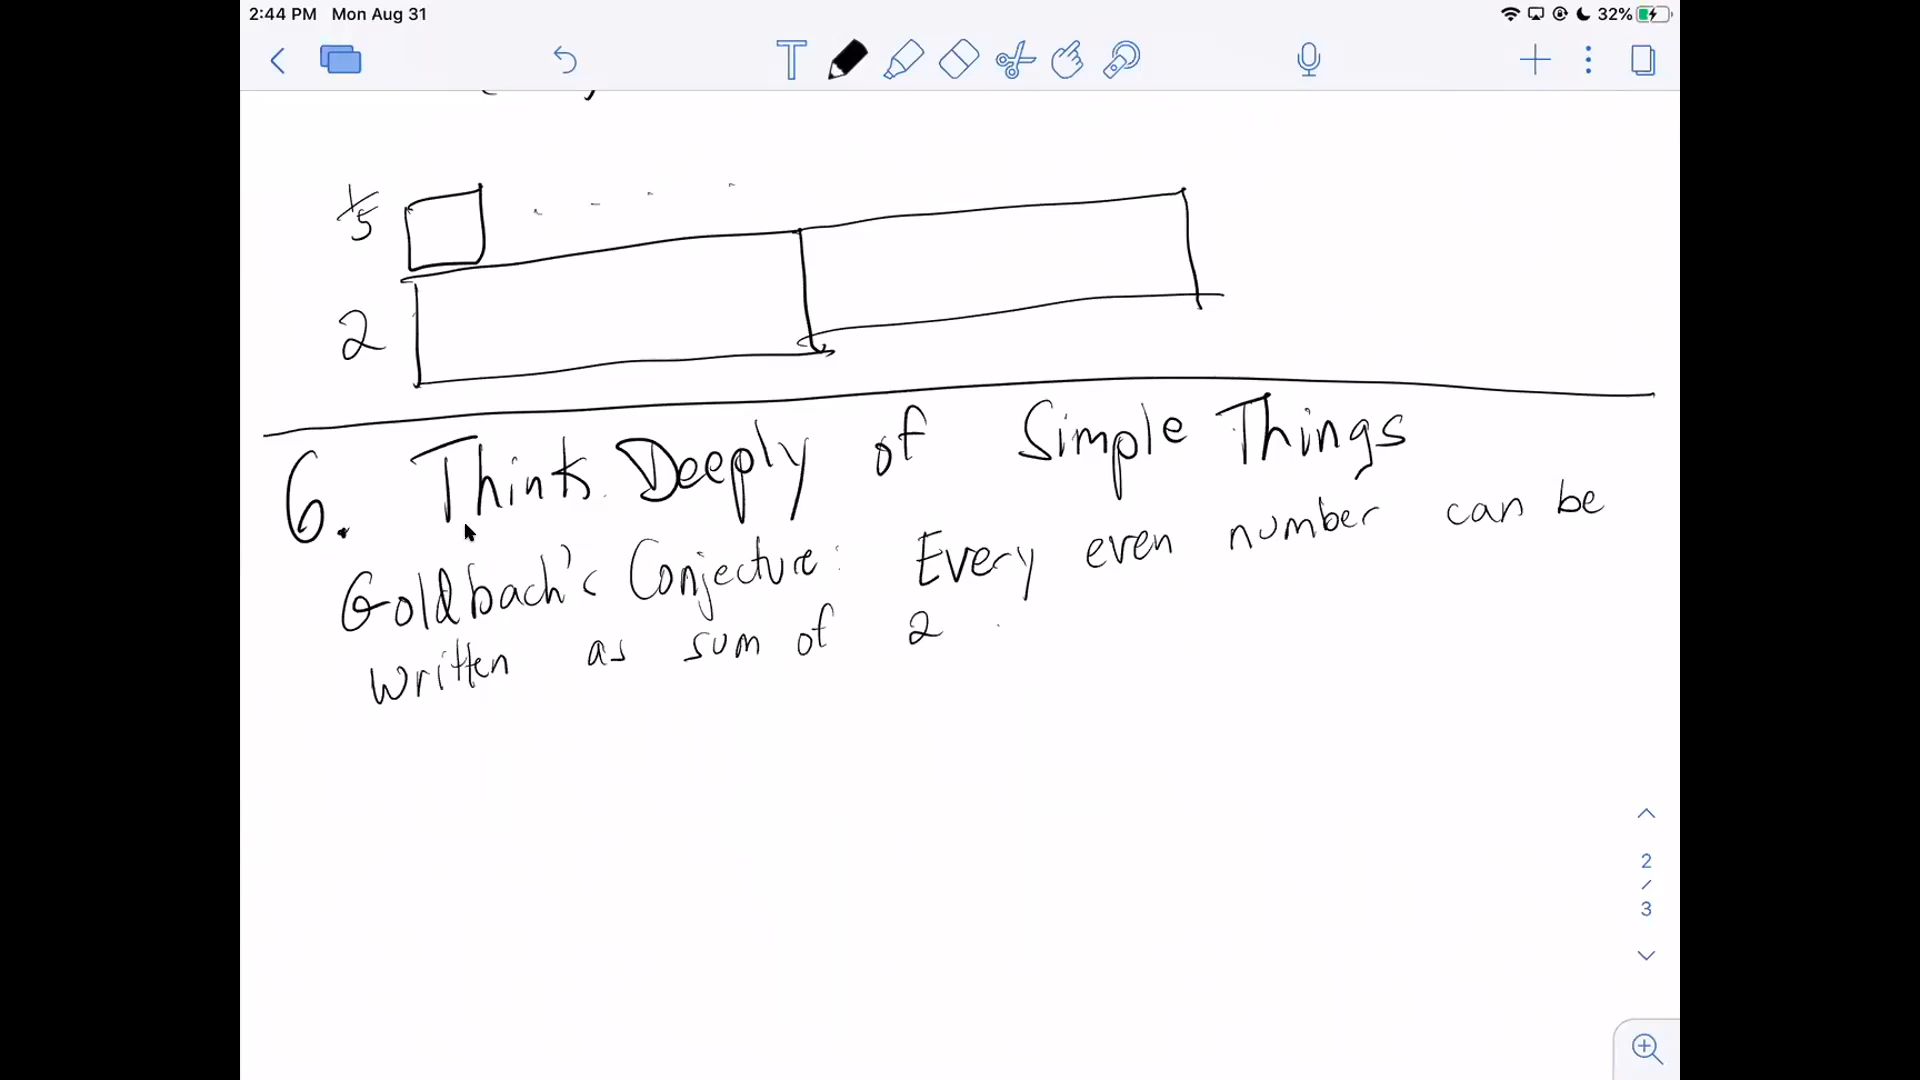 2:44 PM Mon Aug 31 32%
T
1/5
2
6. Think Deeply of Simple Things
Goldbach's Conjecture: Every even number can be
written as sum of 2
2
/
3